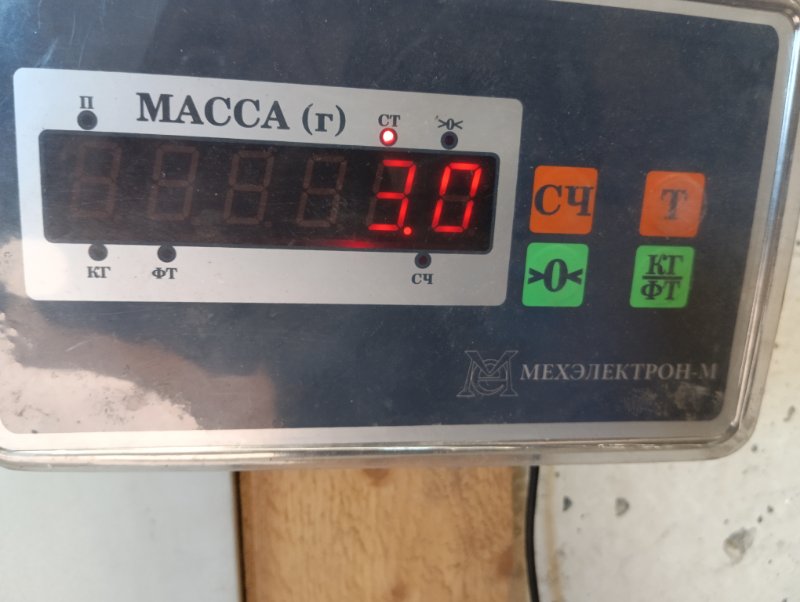 П МАССА (г) СТ >0<
3.0
КГ ФТ СЧ
СЧ Т
>0< КГ
ФТ
МЕХЭЛЕКТРОН-М